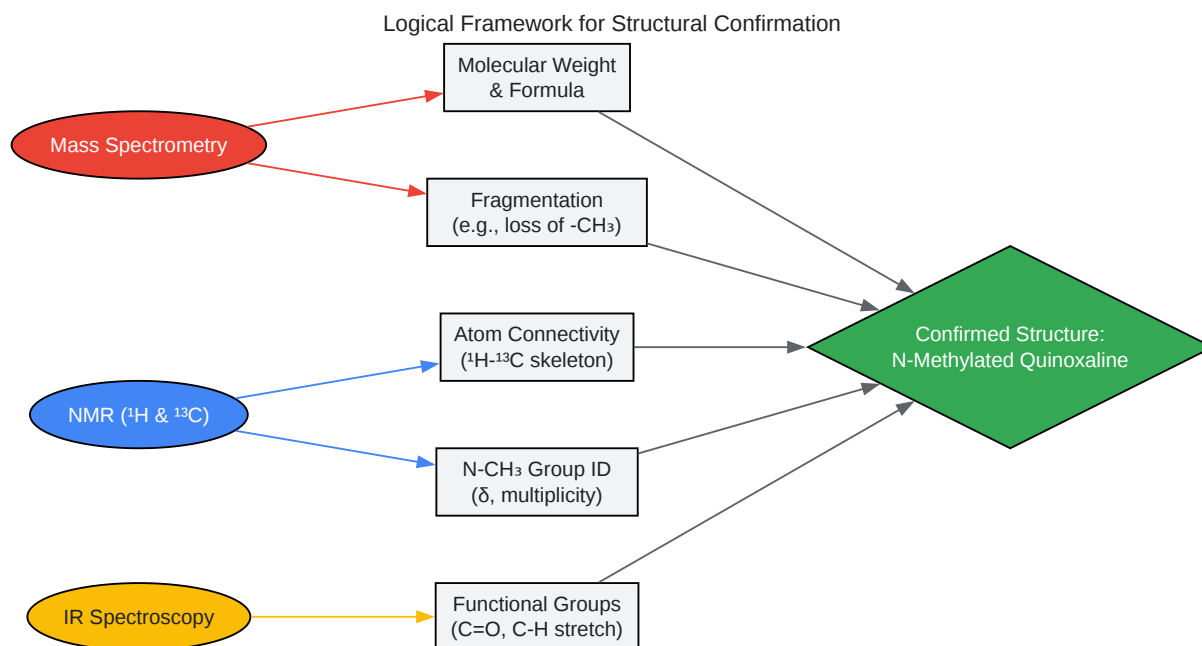 Logical Framework for Structural Confirmation
Molecular Weight
& Formula
Mass Spectrometry
Fragmentation
(e.g., loss of -CH₃)
Atom Connectivity
(¹H-¹³C skeleton)
Confirmed Structure:
N-Methylated Quinoxaline
NMR (¹H & ¹³C)
N-CH₃ Group ID
(δ, multiplicity)
IR Spectroscopy
Functional Groups
(C=O, C-H stretch)